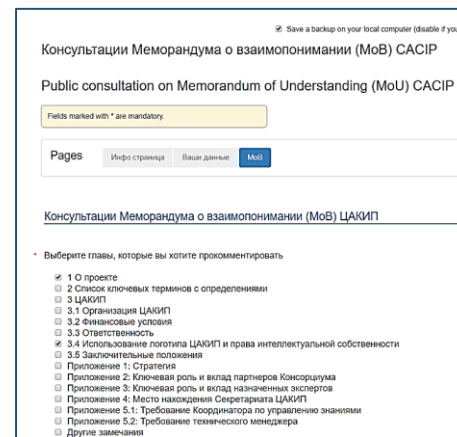 Save a backup on your local computer (disable if you
Консультации Меморандума о взаимопонимании (МоВ) CACIP
Public consultation on Memorandum of Understanding (MoU) CACIP
Fields marked with * are mandatory.
Pages Инфо страница Ваши данные МоВ
Консультации Меморандума о взаимопонимании (МоВ) ЦАКИП
* Выберите главы, которые вы хотите прокомментировать
1 О проекте
2 Список ключевых терминов с определениями
3 ЦАКИП
3.1 Организация ЦАКИП
3.2 Финансовые условия
3.3 Ответственность
3.4 Использование логотипа ЦАКИП и права интеллектуальной собственности
3.5 Заключительные положения
Приложение 1: Стратегия
Приложение 2: Ключевая роль и вклад партнеров Консорциума
Приложение 3: Ключевая роль и вклад назначенных экспертов
Приложение 4: Место нахождения Секретариата ЦАКИП
Приложение 5.1: Требование Координатора по управлению знаниями
Приложение 5.2: Требование технического менеджера
Другие замечания